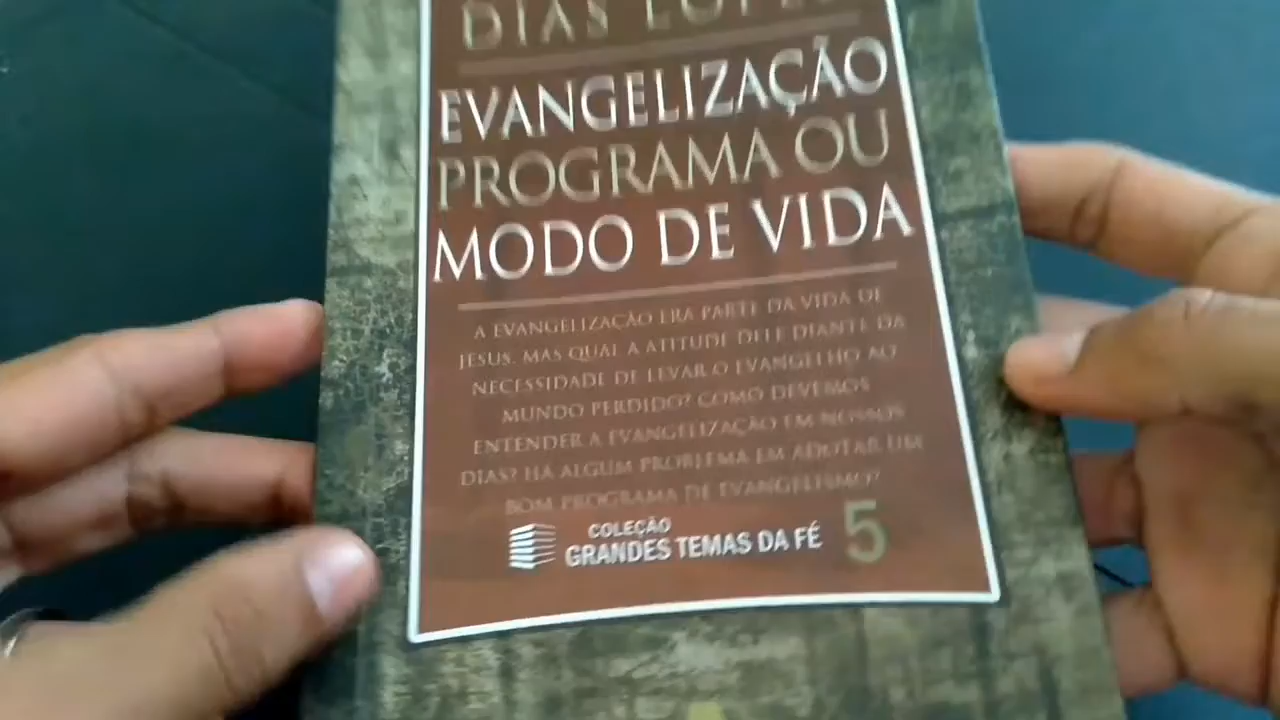 DIAS LOPES
EVANGELIZAÇÃO
PROGRAMA OU
MODO DE VIDA
A EVANGELIZAÇÃO ERA PARTE DA VIDA DE
JESUS. MAS QUAL A ATITUDE DELE DIANTE DA
NECESSIDADE DE LEVAR O EVANGELHO AO
MUNDO PERDIDO? COMO DEVEMOS
ENTENDER A EVANGELIZAÇÃO EM NOSSOS
DIAS? HÁ ALGUM PROBLEMA EM ADOTAR UM
BOM PROGRAMA DE EVANGELISMO?
COLEÇÃO
GRANDES TEMAS DA FÉ 5